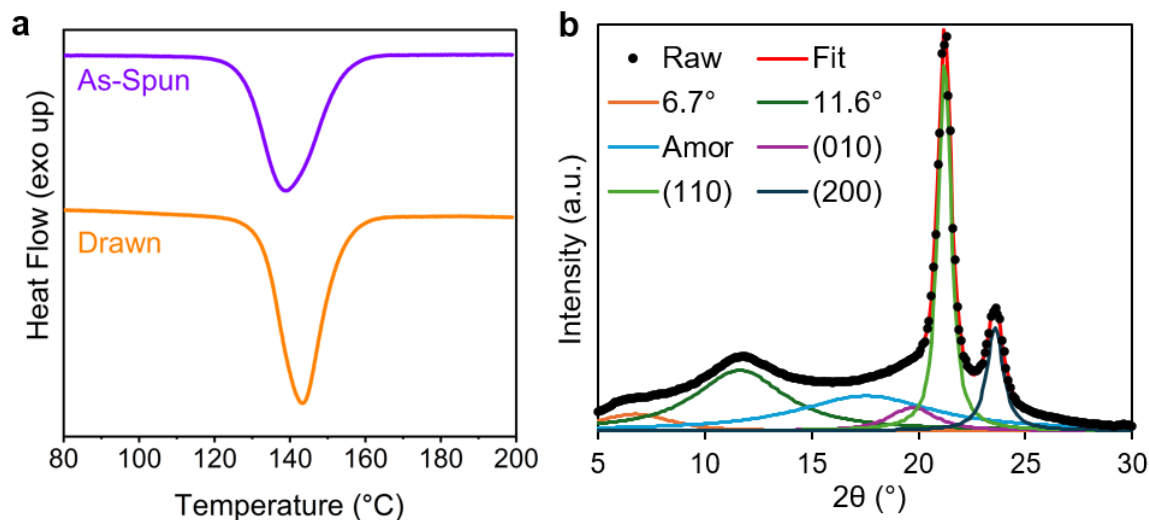 a
As-Spun
Drawn
Heat Flow (exo up)
80 100 120 140 160 180 200
Temperature (°C)
b
Raw Fit
6.7° 11.6°
Amor (010)
(110) (200)
Intensity (a.u.)
5 10 15 20 25 30
2θ (°)